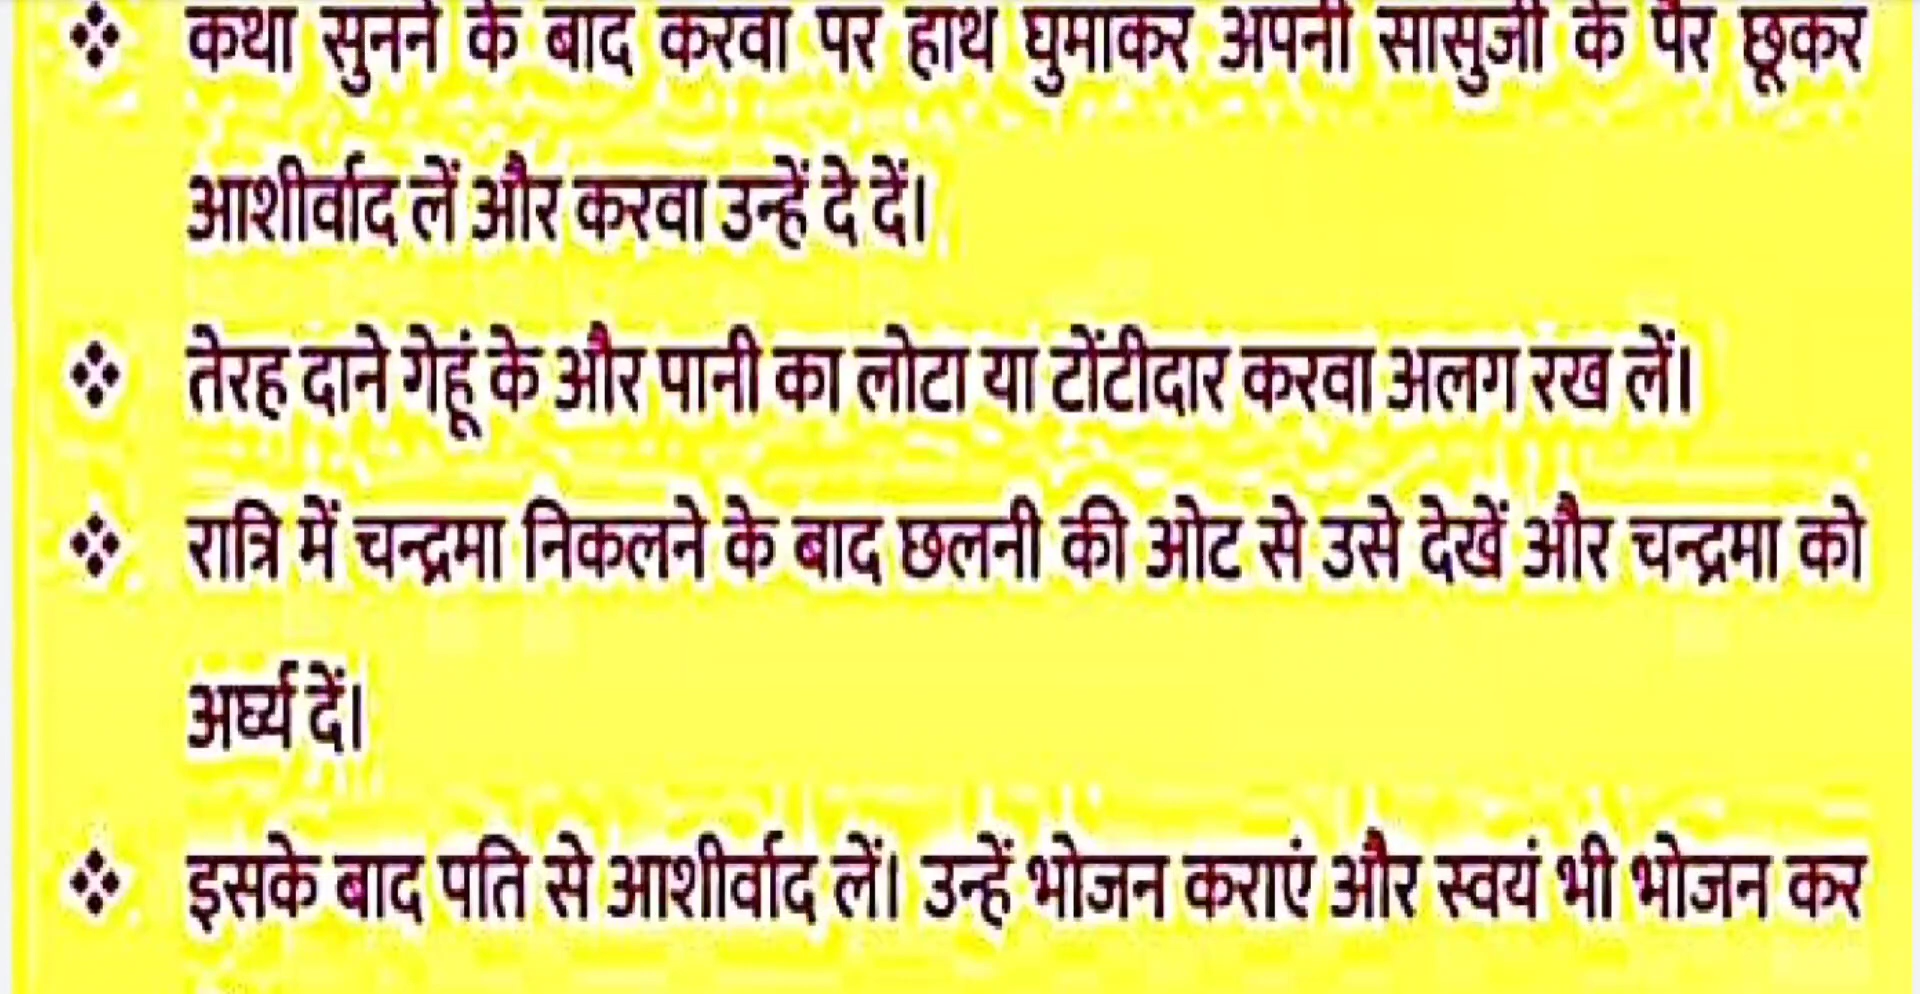 ❖ कथा सुनने के बाद करवा पर हाथ घुमाकर अपनी सासुजी के पैर छूकर
आशीर्वाद लें और करवा उन्हें दे दें।
❖ तेरह दाने गेहूं के और पानी का लोटा या टोंटीदार करवा अलग रख लें।
❖ रात्रि में चन्द्रमा निकलने के बाद छलनी की ओट से उसे देखें और चन्द्रमा को
अर्घ्य दें।
❖ इसके बाद पति से आशीर्वाद लें। उन्हें भोजन कराएं और स्वयं भी भोजन कर